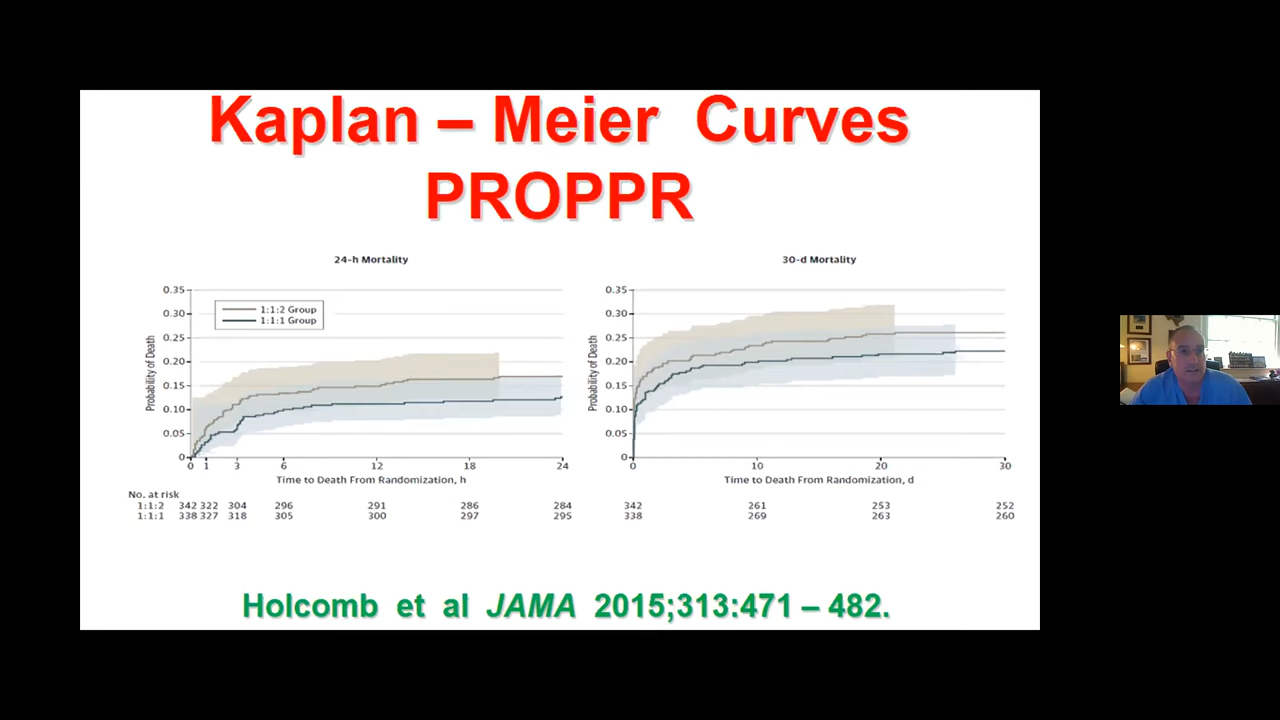 Kaplan – Meier Curves
PROPPR
24-h Mortality
0.35
0.30
0.25
0.20
0.15
0.10
0.05
0
Probability of Death
1:1:2 Group
1:1:1 Group
0 1 3 6 12 18 24
Time to Death From Randomization, h
30-d Mortality
0.35
0.30
0.25
0.20
0.15
0.10
0.05
0
Probability of Death
0 10 20 30
Time to Death From Randomization, d
No. at risk
1:1:2 342 322 304 296 291 286 284 342 261 253 252
1:1:1 338 327 318 305 300 297 295 338 269 263 260
Holcomb et al JAMA 2015;313:471 – 482.